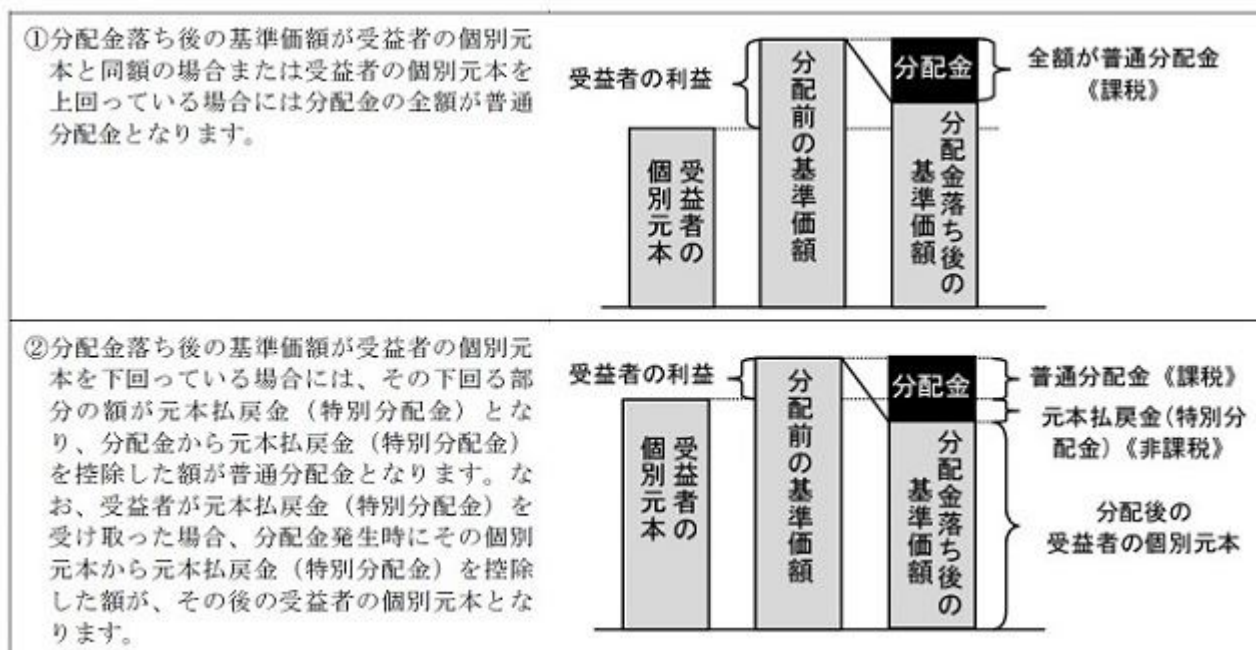 ①分配金落ち後の基準価額が受益者の個別元
本と同額の場合または受益者の個別元本を
上回っている場合には分配金の全額が普通
分配金となります。
受益者の利益
受益者の
個別元本
分配前の基準価額
分配金
分配金落ち後の
基準価額
全額が普通分配金
《課税》
②分配金落ち後の基準価額が受益者の個別元
本を下回っている場合には、その下回る部
分の額が元本払戻金（特別分配金）とな
り、分配金から元本払戻金（特別分配金）
を控除した額が普通分配金となります。な
お、受益者が元本払戻金（特別分配金）を
受け取った場合、分配金発生時にその個別
元本から元本払戻金（特別分配金）を控除
した額が、その後の受益者の個別元本とな
ります。
受益者の利益
受益者の
個別元本
分配前の基準価額
分配金
分配金落ち後の
基準価額
普通分配金《課税》
元本払戻金（特別分
配金）《非課税》
分配後の
受益者の個別元本